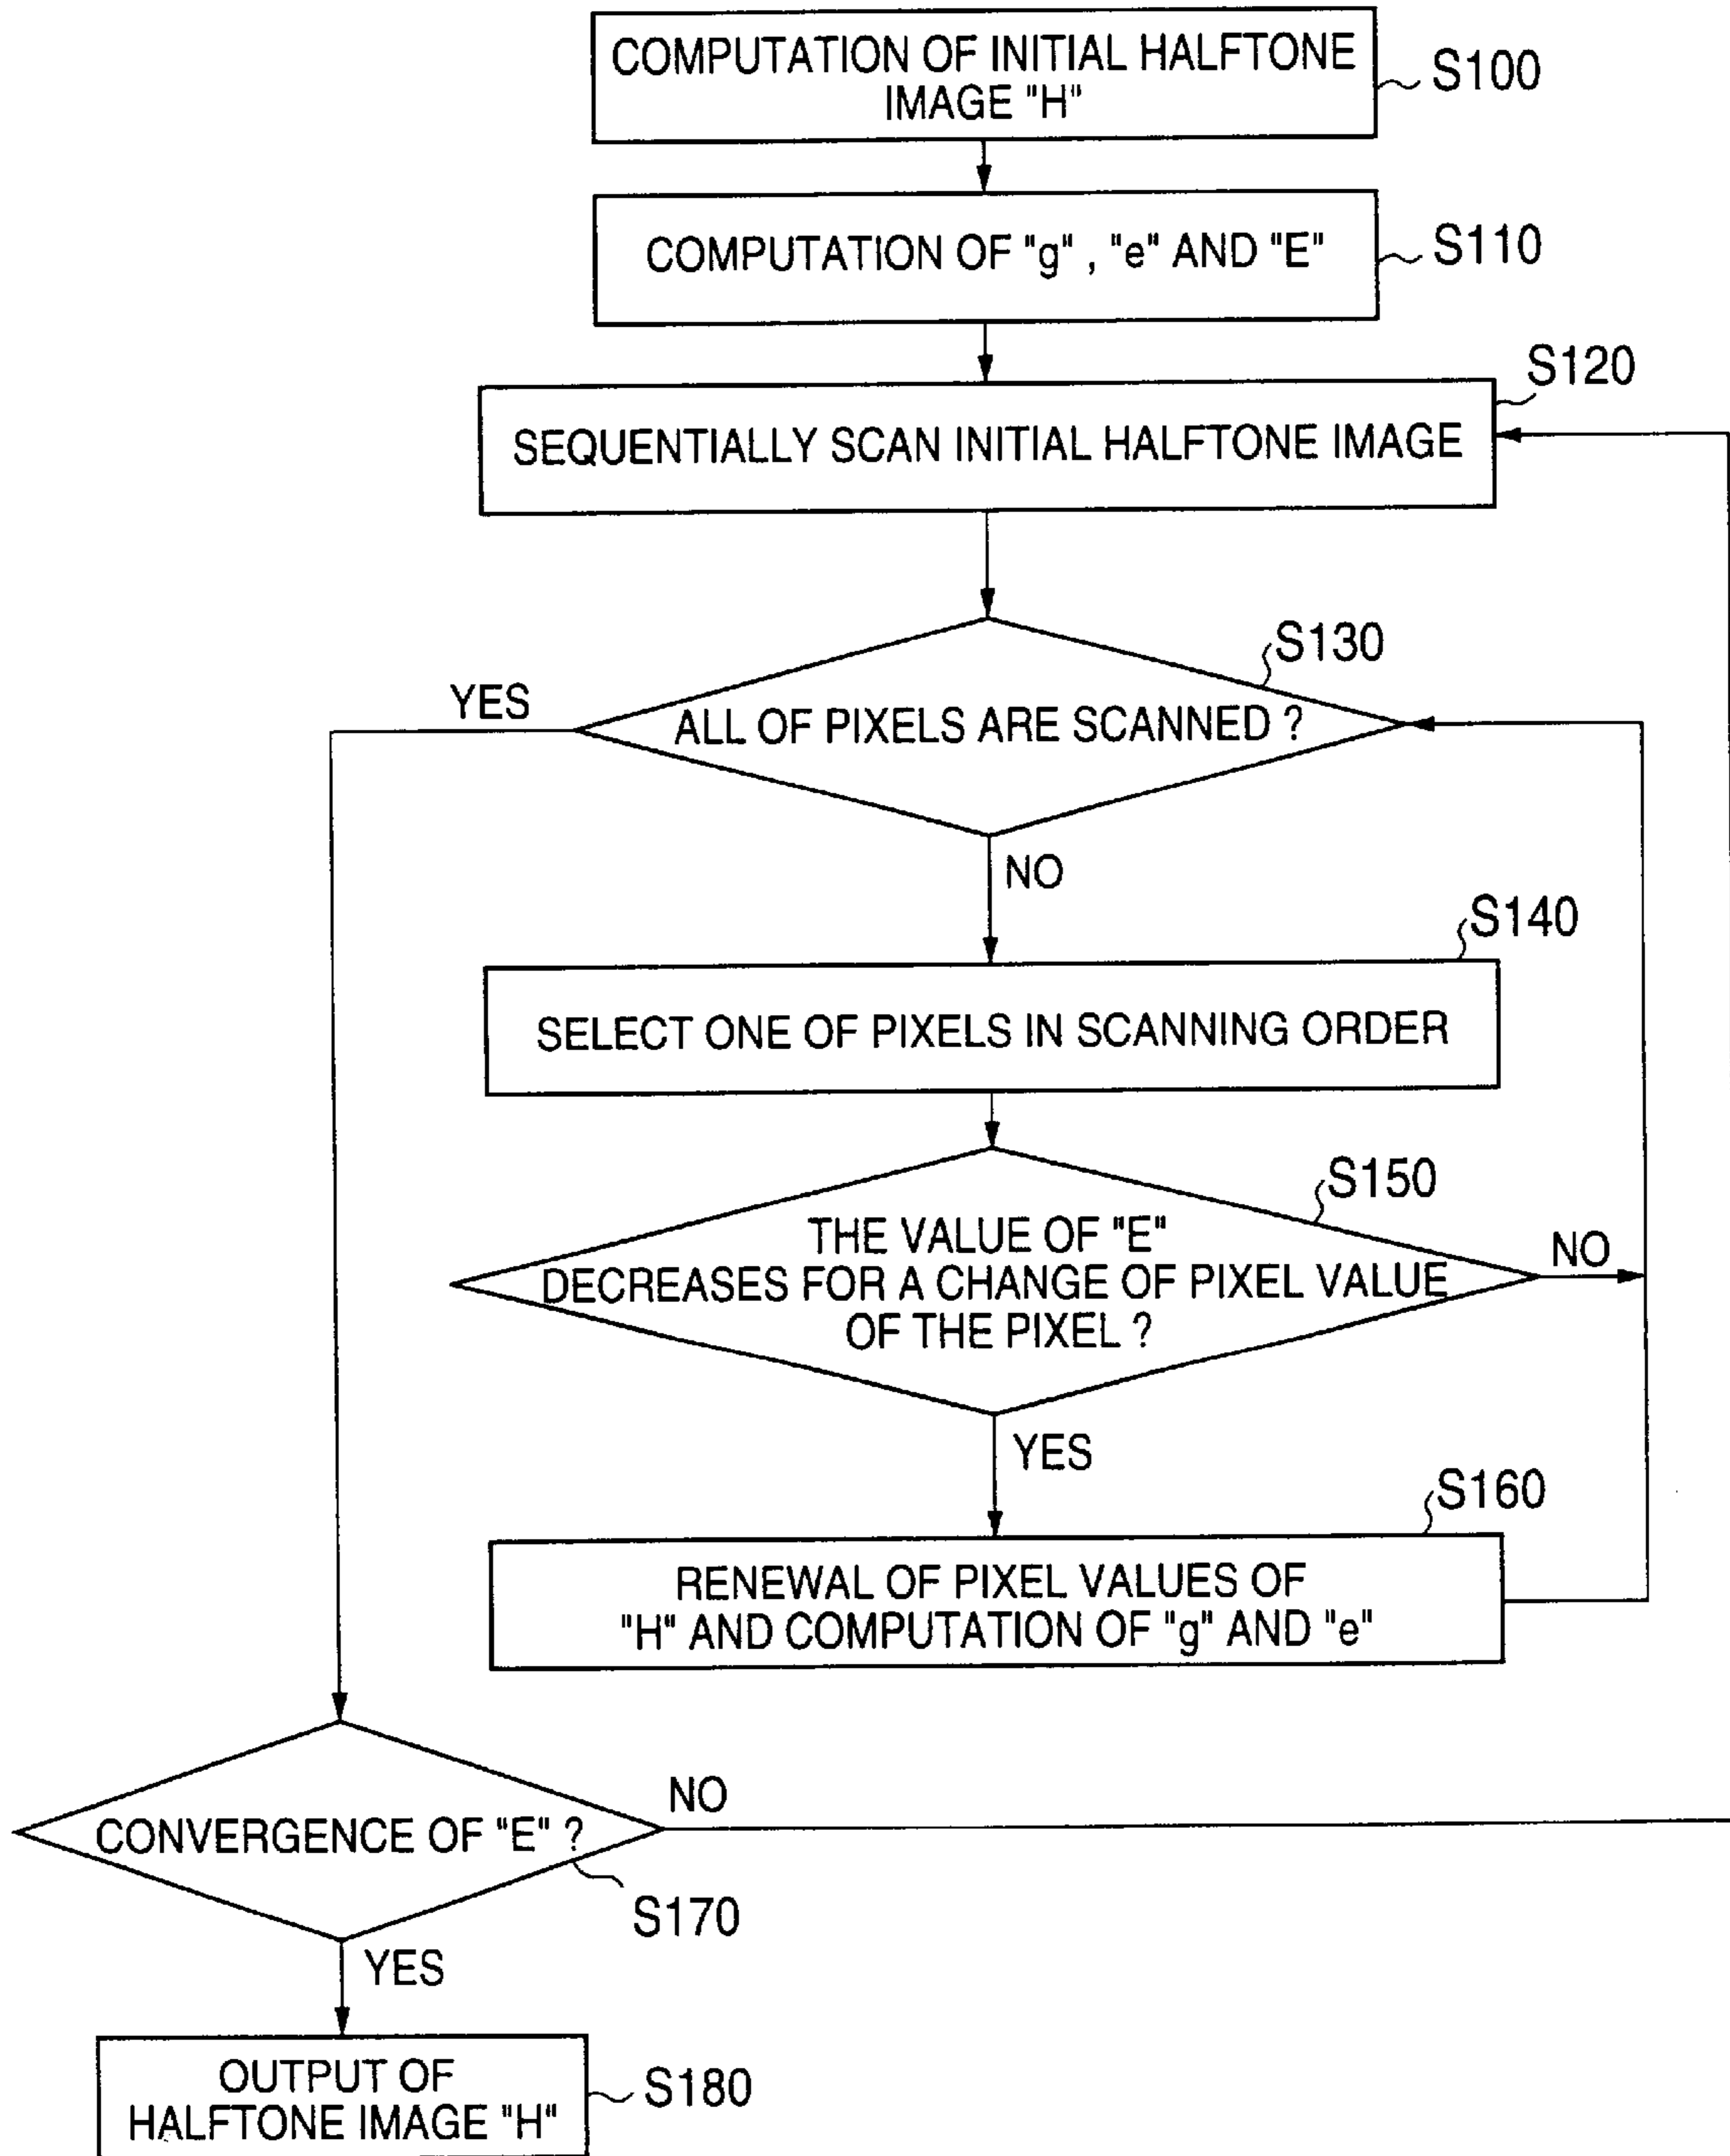 COMPUTATION OF INITIAL HALFTONE
IMAGE "H"
S100
COMPUTATION OF "g" , "e" AND "E"
S110
S120
SEQUENTIALLY SCAN INITIAL HALFTONE IMAGE
S130
YES
ALL OF PIXELS ARE SCANNED ?
NO
S140
SELECT ONE OF PIXELS IN SCANNING ORDER
S150
THE VALUE OF "E"
DECREASES FOR A CHANGE OF PIXEL VALUE
OF THE PIXEL ?
NO
YES
S160
RENEWAL OF PIXEL VALUES OF
"H" AND COMPUTATION OF "g" AND "e"
NO
CONVERGENCE OF "E" ?
S170
YES
OUTPUT OF
HALFTONE IMAGE "H"
S180